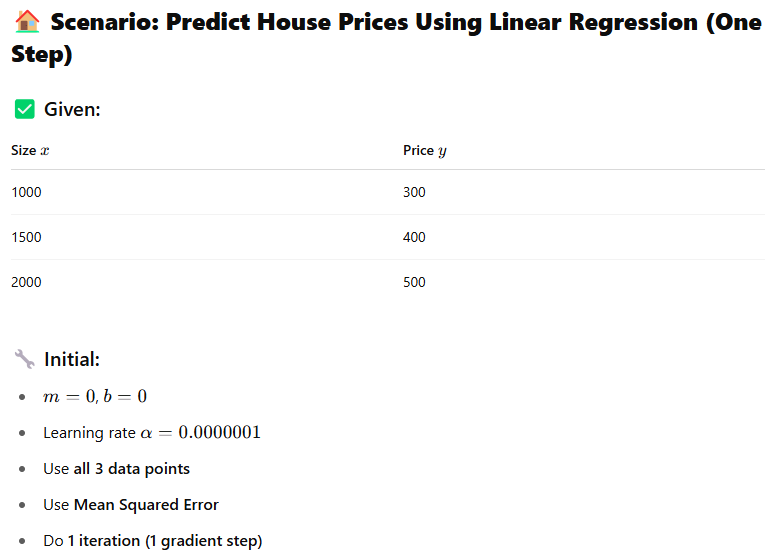 🏠 Scenario: Predict House Prices Using Linear Regression (One
Step)
✅ Given:
Size x Price y
1000 300
1500 400
2000 500
🔧 Initial:
• m = 0, b = 0
• Learning rate α = 0.0000001
• Use all 3 data points
• Use Mean Squared Error
• Do 1 iteration (1 gradient step)